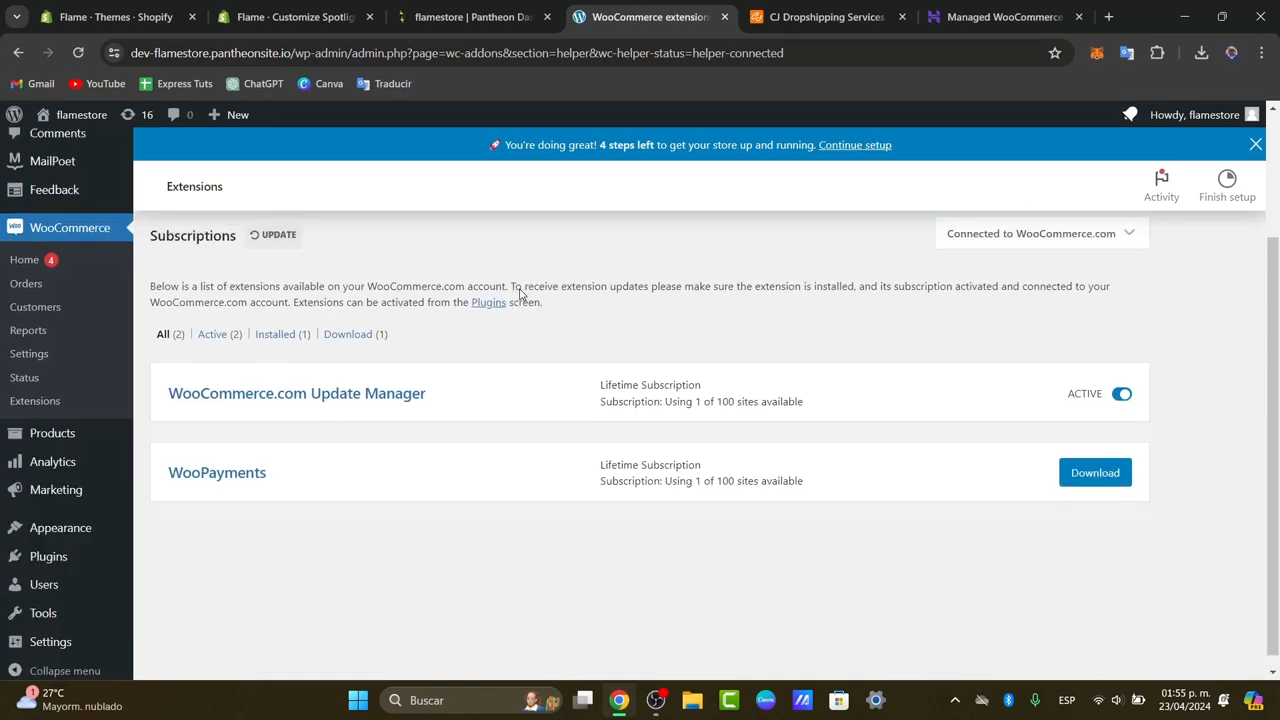 Flame - Themes · Shopify
Flame - Customize Spotlig
flamestore | Pantheon Da
WooCommerce extension
CJ Dropshipping Services
Managed WooCommerce
dev-flamestore.pantheonsite.io/wp-admin/admin.php?page=wc-addons&section=helper&wc-helper-status=helper-connected
Gmail
YouTube
Express Tuts
ChatGPT
Canva
Traducir
flamestore
16
0
New
Howdy, flamestore
Comments
MailPoet
Feedback
WooCommerce
Home 4
Orders
Customers
Reports
Settings
Status
Extensions
Products
Analytics
Marketing
Appearance
Plugins
Users
Tools
Settings
Collapse menu
You're doing great! 4 steps left to get your store up and running. Continue setup
Extensions
Activity
Finish setup
Subscriptions
UPDATE
Connected to WooCommerce.com
Below is a list of extensions available on your WooCommerce.com account. To receive extension updates please make sure the extension is installed, and its subscription activated and connected to your
WooCommerce.com account. Extensions can be activated from the Plugins screen.
All (2) | Active (2) | Installed (1) | Download (1)
WooCommerce.com Update Manager
Lifetime Subscription
Subscription: Using 1 of 100 sites available
ACTIVE
WooPayments
Lifetime Subscription
Subscription: Using 1 of 100 sites available
Download
1
27°C
Mayorm. nublado
Buscar
ESP
01:55 p. m.
23/04/2024